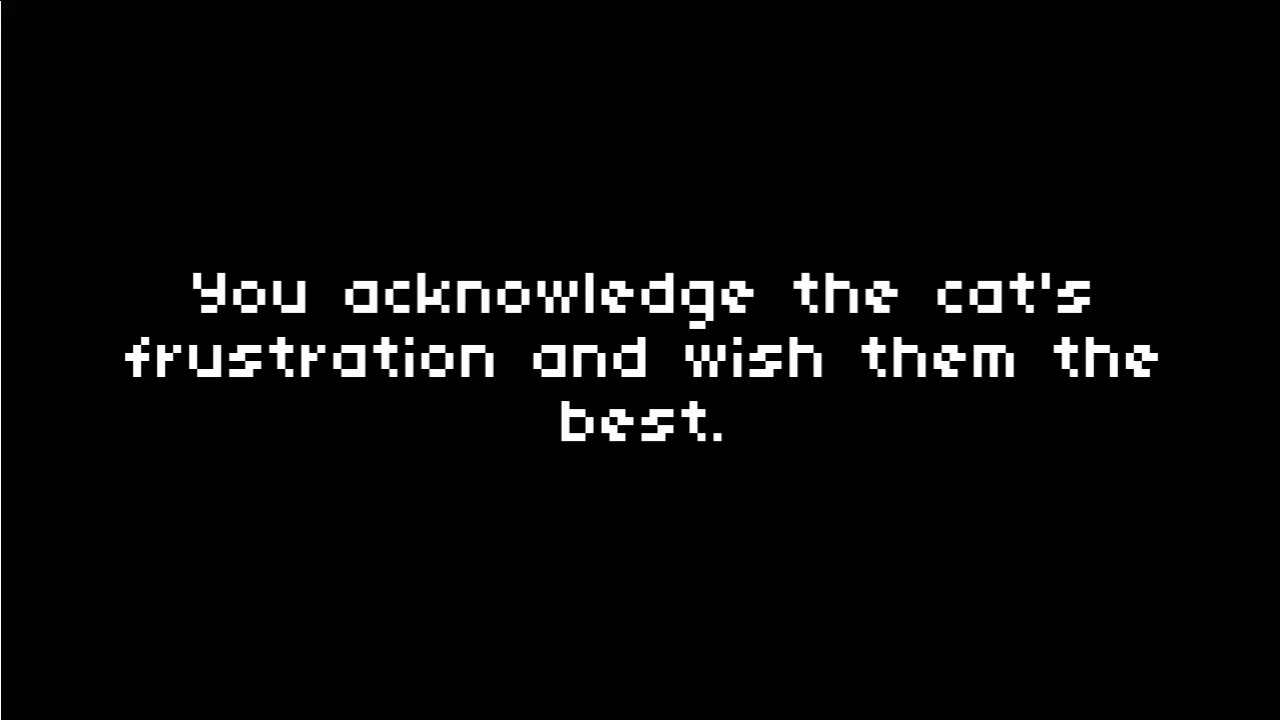 You acknowledge the cat's
frustration and wish them the
best.